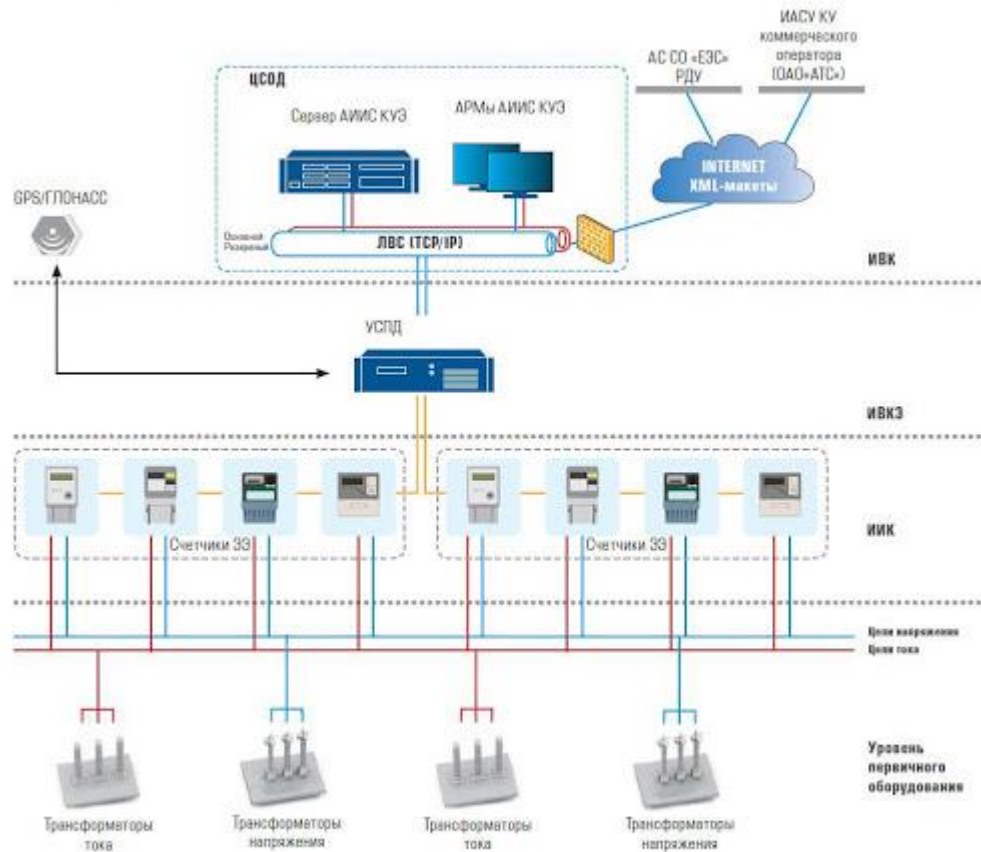 ИАСУ КУ
коммерческого
оператора
(ОАО«АТС»)
АС СО «ЕЭС»
РДУ
ЦСОД
Сервер АИИС КУЭ
АРМы АИИС КУЭ
INTERNET
XML-макеты
GPS/ГЛОНАСС
Основной
Резервный
ЛВС (TCP/IP)
ИВК
УСПД
ИВКЭ
Счетчики ЭЭ
Счетчики ЭЭ
ИИК
Цепи напряжения
Цепи тока
Уровень
первичного
оборудования
Трансформаторы
тока
Трансформаторы
напряжения
Трансформаторы
тока
Трансформаторы
напряжения